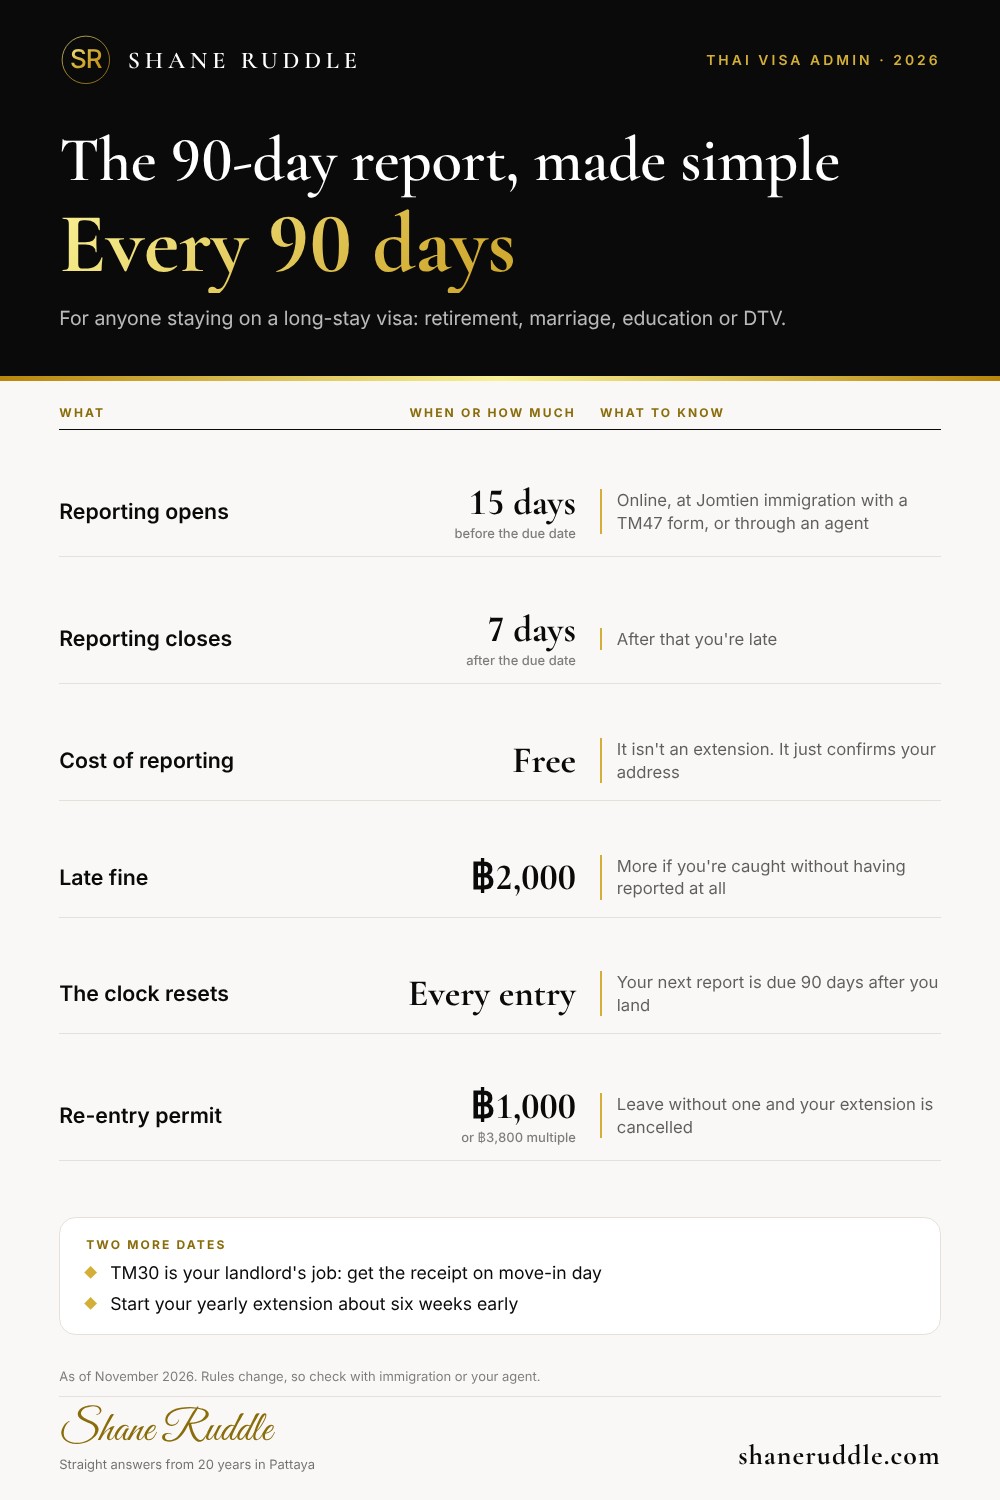 SR SHANE RUDDLE
THAI VISA ADMIN · 2026
The 90-day report, made simple
Every 90 days
For anyone staying on a long-stay visa: retirement, marriage, education or DTV.
WHAT WHEN OR HOW MUCH WHAT TO KNOW
Reporting opens
15 days
before the due date
Online, at Jomtien immigration with a
TM47 form, or through an agent
Reporting closes
7 days
after the due date
After that you're late
Cost of reporting
Free
It isn't an extension. It just confirms your
address
Late fine
฿2,000
More if you're caught without having
reported at all
The clock resets
Every entry
Your next report is due 90 days after you
land
Re-entry permit
฿1,000
or ฿3,800 multiple
Leave without one and your extension is
cancelled
TWO MORE DATES
TM30 is your landlord's job: get the receipt on move-in day
Start your yearly extension about six weeks early
As of November 2026. Rules change, so check with immigration or your agent.
Shane Ruddle
Straight answers from 20 years in Pattaya
shaneruddle.com